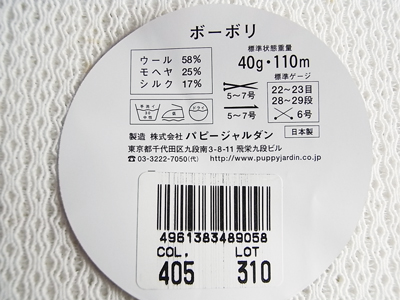 ボーボリ
ウール 58%
モヘヤ 25%
シルク 17%
標準状態重量
40g・110m
標準ゲージ
5〜7号
5〜7号
22〜23目
28〜29段
6号
製造 株式会社 パピージャルダン
日本製
東京都千代田区九段南3-8-11 飛栄九段ビル
☎03-3222-7050(代) http://www.puppyjardin.co.jp
4961383489058
COL, LOT
405 310